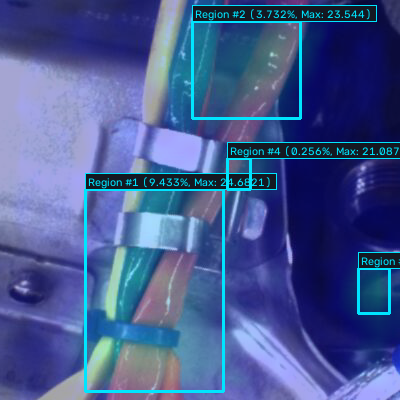 Region #2 (3.732%, Max: 23.544)
Region #4 (0.256%, Max: 21.087
Region #1 (9.433%, Max: 24.6821)
Region